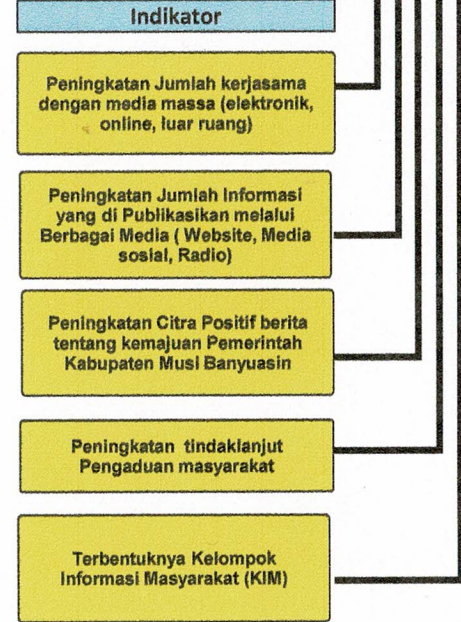 Indikator
Peningkatan Jumlah kerjasama
dengan media massa (elektronik,
online, luar ruang)
Peningkatan Jumlah Informasi
yang di Publikasikan melalui
Berbagai Media ( Website, Media
sosial, Radio)
Peningkatan Citra Positif berita
tentang kemajuan Pemerintah
Kabupaten Musi Banyuasin
Peningkatan tindaklanjut
Pengaduan masyarakat
Terbentuknya Kelompok
Informasi Masyarakat (KIM)